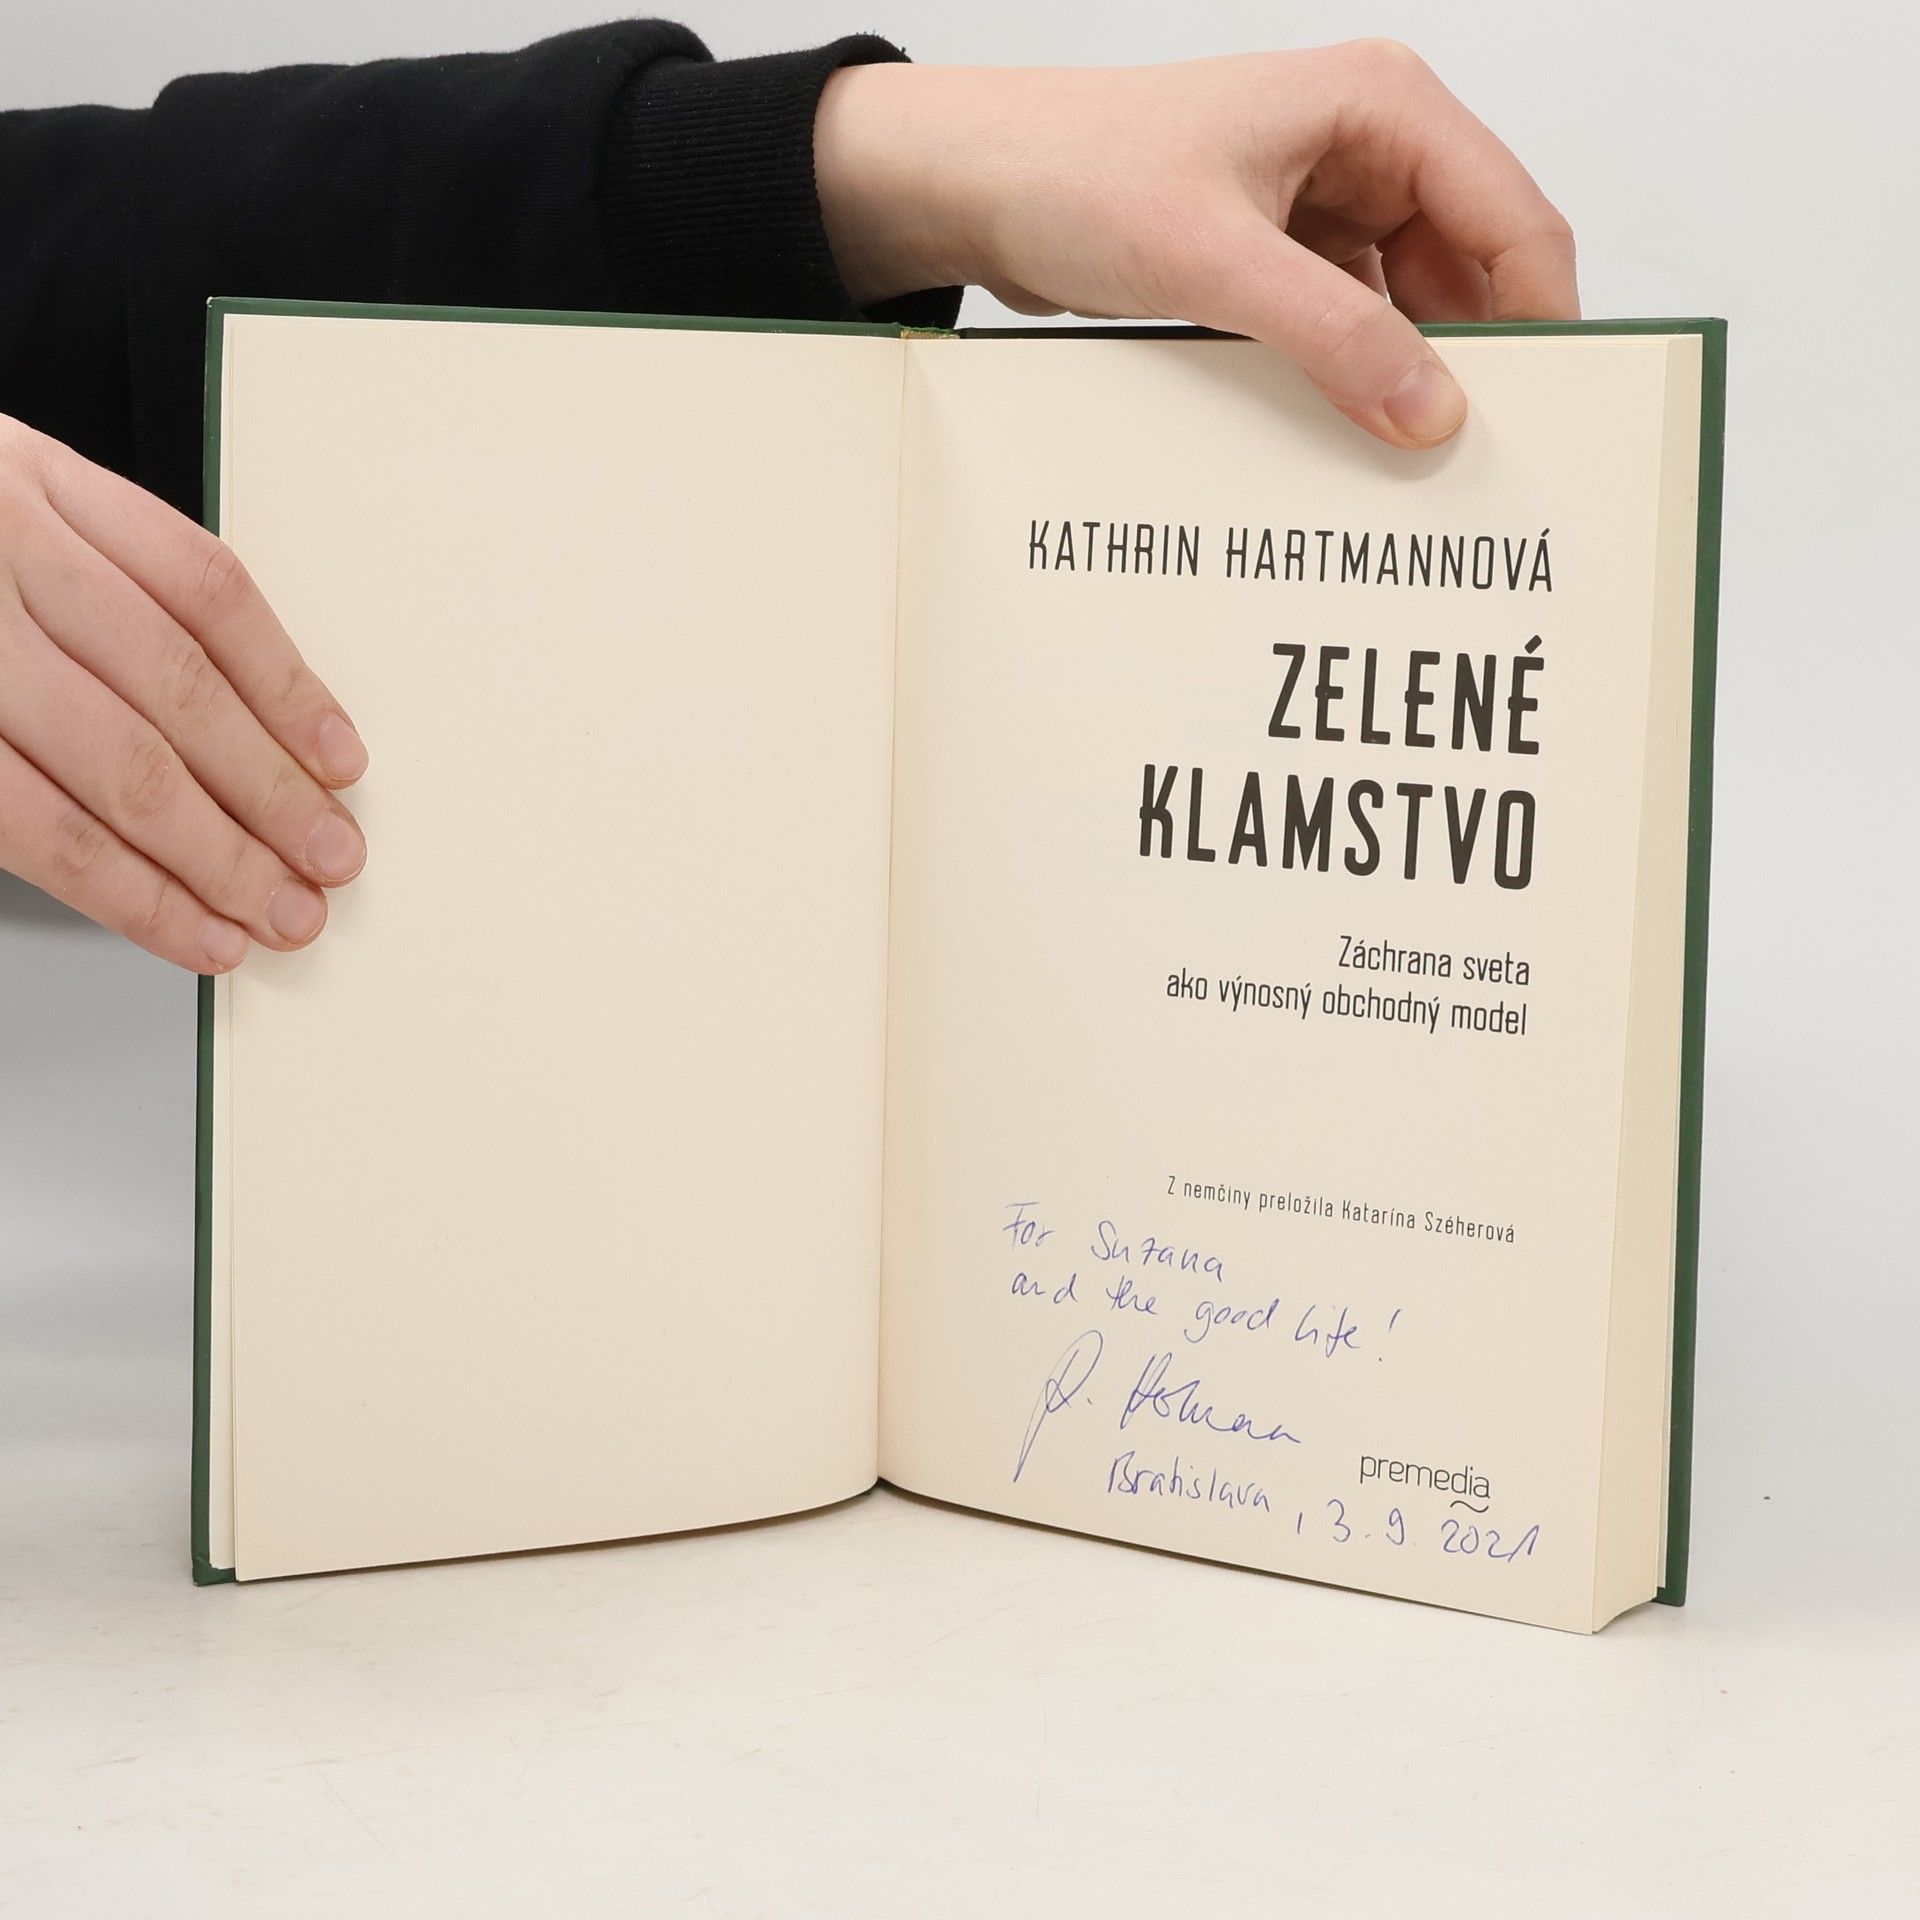 KATHRIN HARTMANNOVÁ
ZELENÉ
KLAMSTVO
Záchrana sveta
ako výnosný obchodný model
Z nemčiny preložila Katarína Széherová
For Suzana
and the good life!
premedia
Bratislava, 3.9.2021